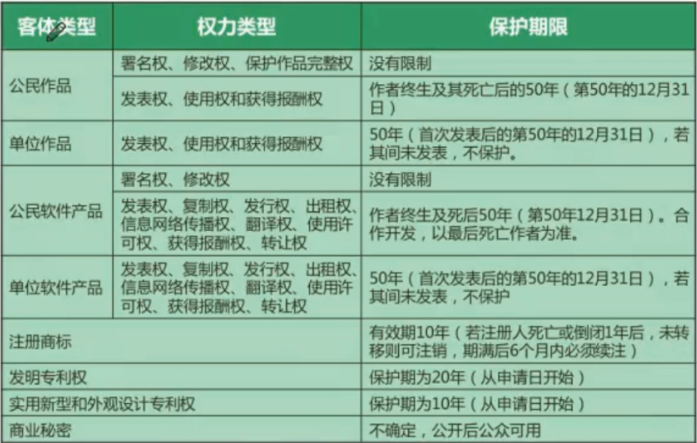 客体类型
权力类型
保护期限
公民作品
署名权、修改权、保护作品完整权
没有限制
发表权、使用权和获得报酬权
作者终生及其死亡后的50年（第50年的12月31
日）
单位作品
发表权、使用权和获得报酬权
50年（首次发表后的第50年的12月31日），若
其间未发表，不保护。
公民软件产品
署名权、修改权
没有限制
发表权、复制权、发行权、出租权、
信息网络传播权、翻译权、使用许
可权、获得报酬权、转让权
作者终生及死后50年（第50年的12月31日）。合
作开发，以最后死亡作者为准。
单位软件产品
发表权、复制权、发行权、出租权、
信息网络传播权、翻译权、使用许
可权、获得报酬权、转让权
50年（首次发表后的第50年的12月31日），若
其间未发表，不保护
注册商标
有效期10年（若注册人死亡或倒闭1年后，未转
移则可注销，期满后6个月内必须续注）
发明专利权
保护期为20年（从申请日开始）
实用新型和外观设计专利权
保护期为10年（从申请日开始）
商业秘密
不确定，公开后公众可用